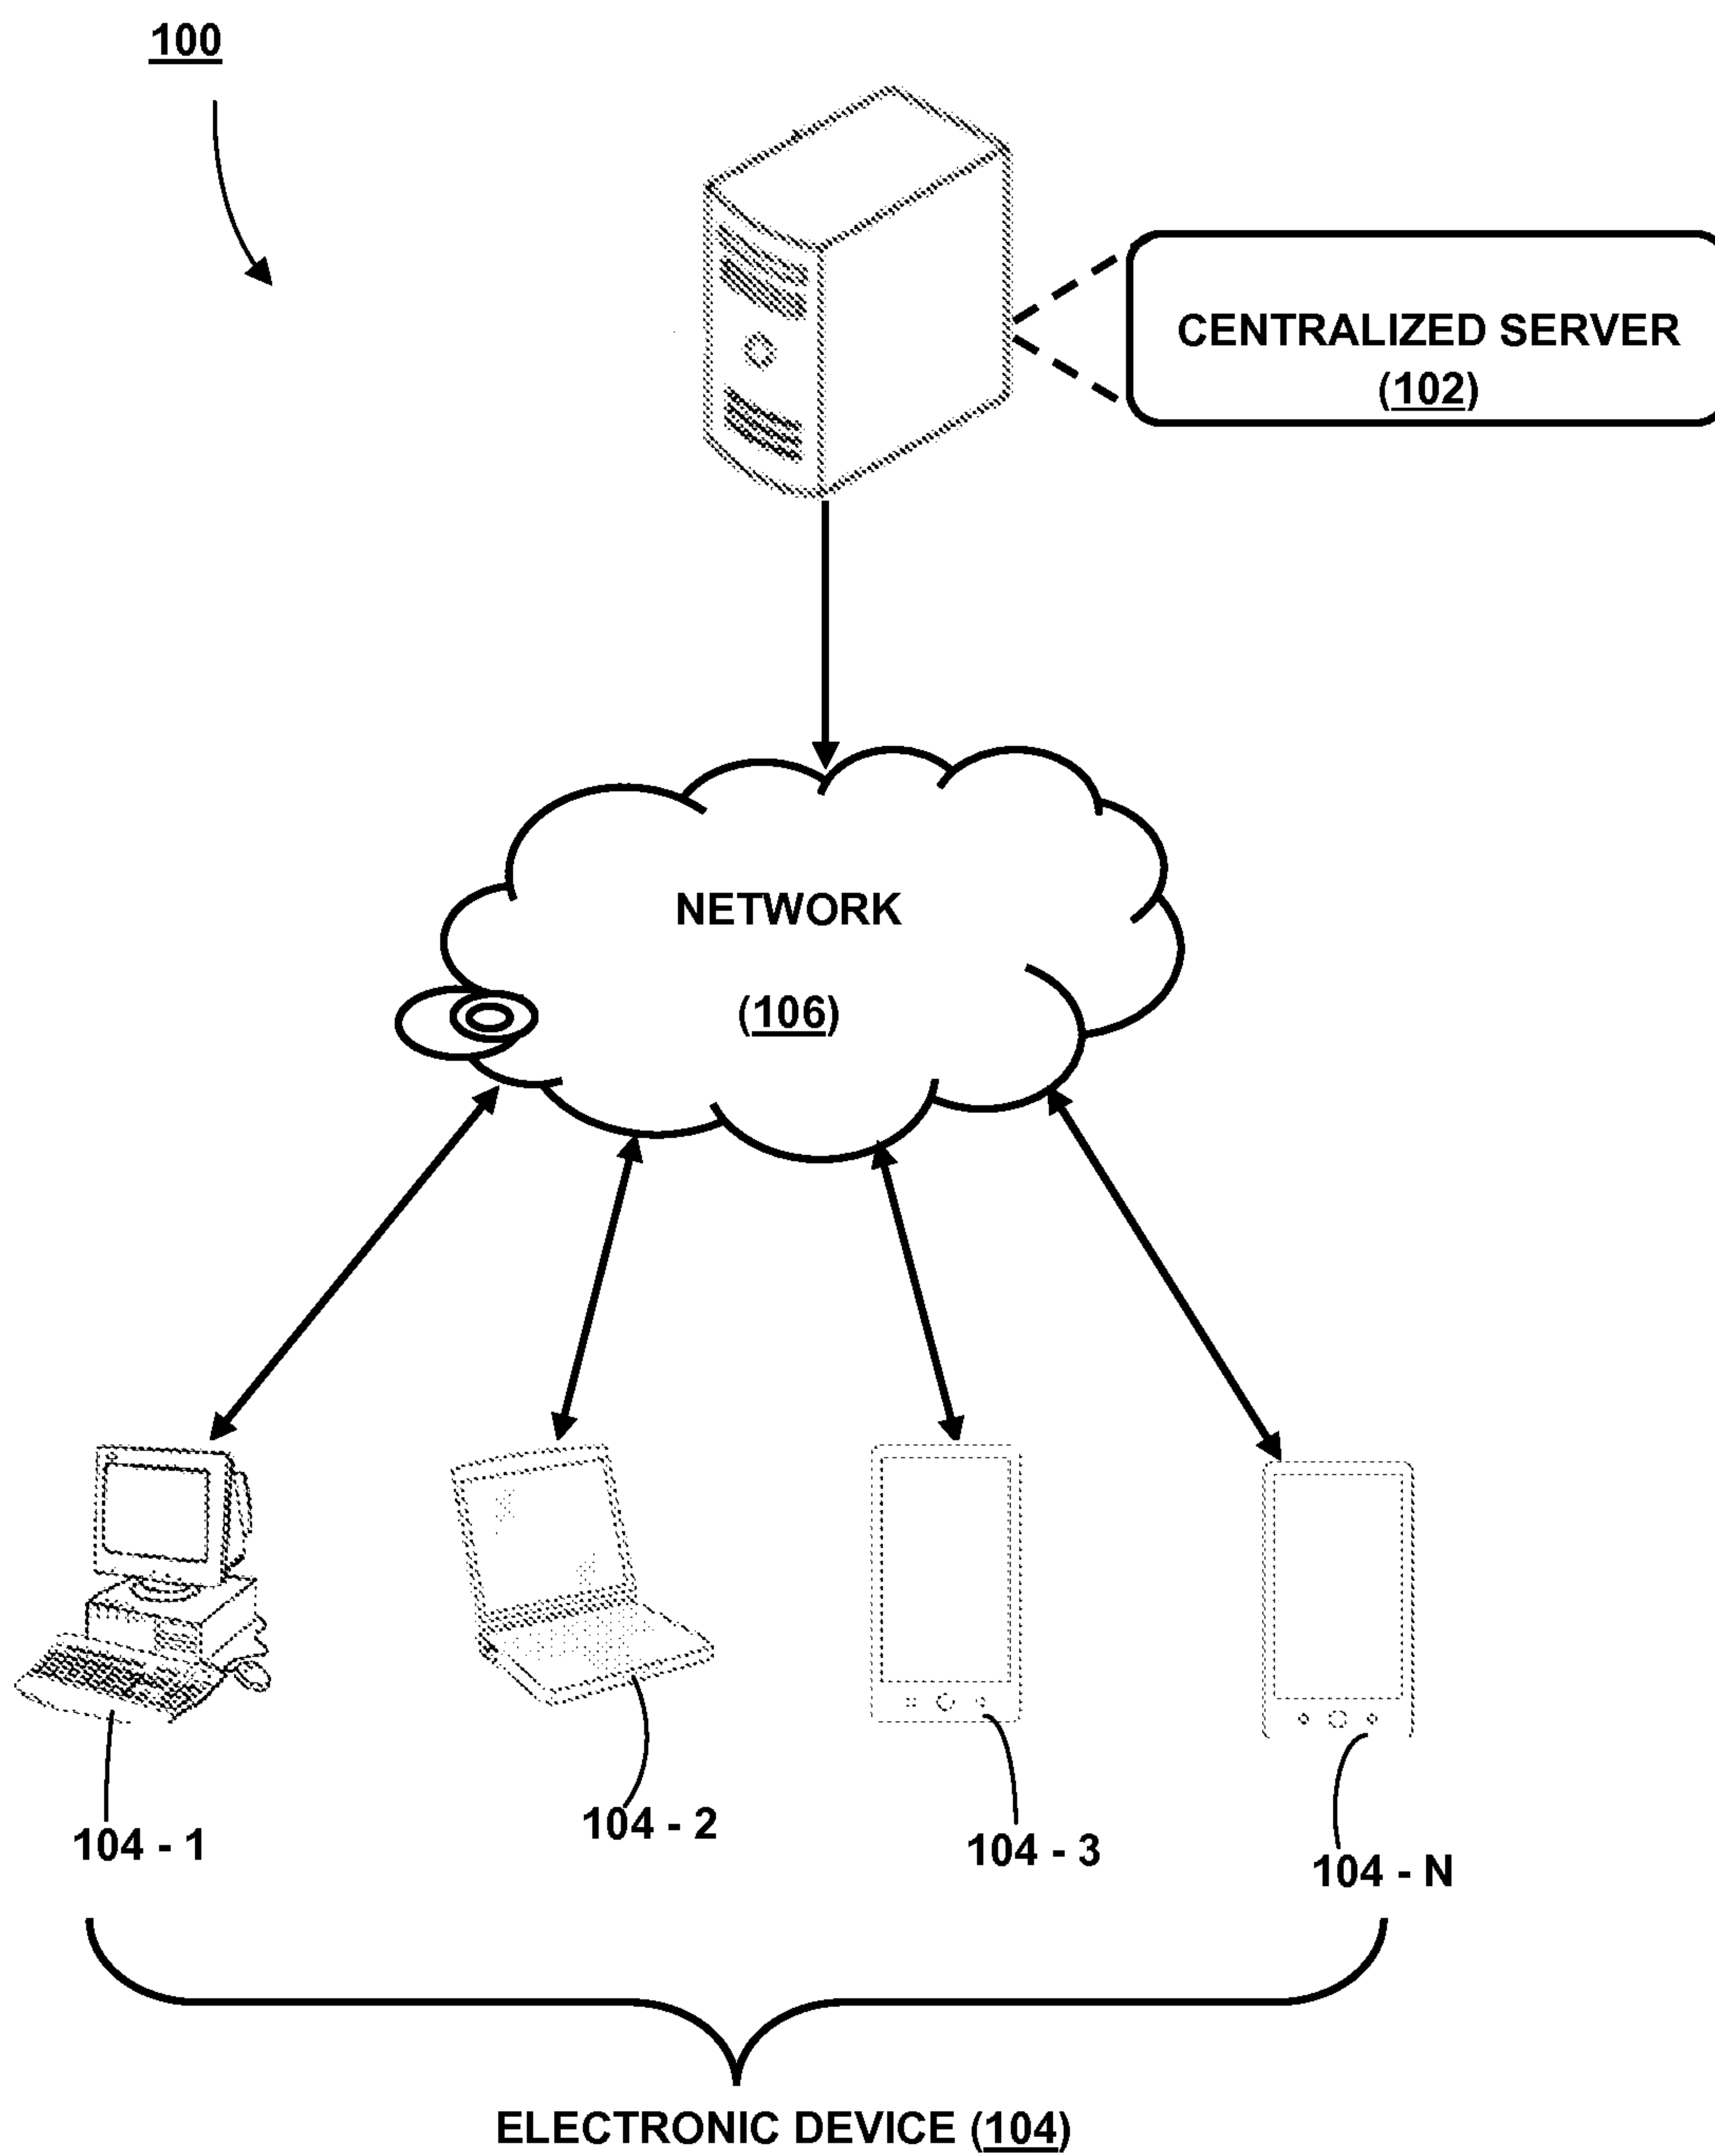 100
CENTRALIZED SERVER
(102)
NETWORK
(106)
104 - 1
104 - 2
104 - 3
104 - N
ELECTRONIC DEVICE (104)